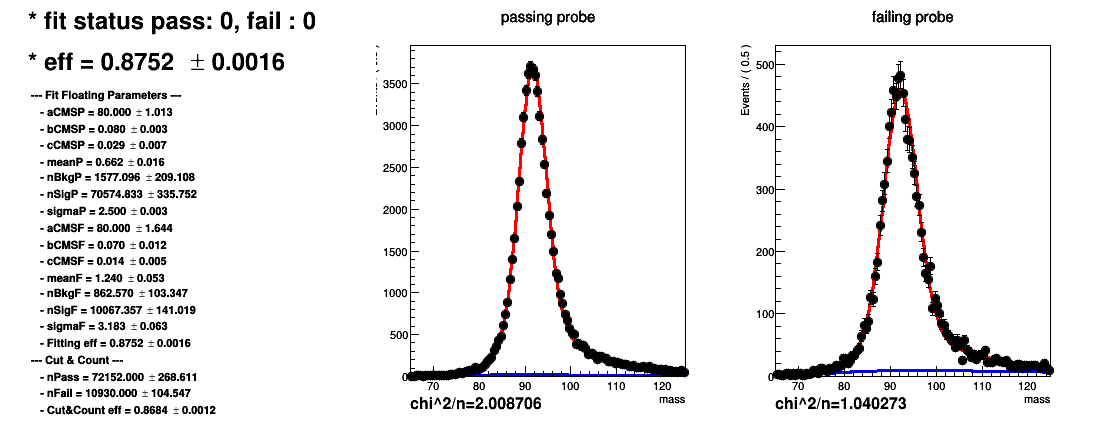 * fit status pass: 0, fail : 0
* eff = 0.8752 ± 0.0016
--- Fit Floating Parameters ---
- aCMSP = 80.000 ± 1.013
- bCMSP = 0.080 ± 0.003
- cCMSP = 0.029 ± 0.007
- meanP = 0.662 ± 0.016
- nBkgP = 1577.096 ± 209.108
- nSigP = 70574.833 ± 335.752
- sigmaP = 2.500 ± 0.003
- aCMSF = 80.000 ± 1.644
- bCMSF = 0.070 ± 0.012
- cCMSF = 0.014 ± 0.005
- meanF = 1.240 ± 0.053
- nBkgF = 862.570 ± 103.347
- nSigF = 10067.357 ± 141.019
- sigmaF = 3.183 ± 0.063
- Fitting eff = 0.8752 ± 0.0016
--- Cut & Count ---
- nPass = 72152.000 ± 268.611
- nFail = 10930.000 ± 104.547
- Cut&Count eff = 0.8684 ± 0.0012
passing probe
3500
3000
2500
2000
1500
1000
500
0
70 80 90 100 110 120
mass
chi^2/n=2.008706
failing probe
Events / ( 0.5 )
500
400
300
200
100
0
70 80 90 100 110 120
mass
chi^2/n=1.040273